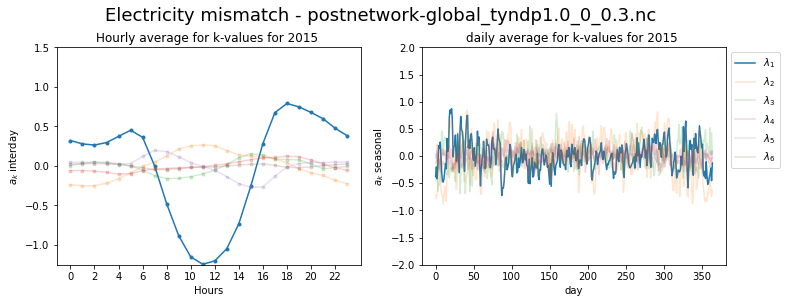 Electricity mismatch - postnetwork-global_tyndp1.0_0_0.3.nc
Hourly average for k-values for 2015
1.5
1.0
0.5
0.0
−0.5
−1.0
a_k interday
0 2 4 6 8 10 12 14 16 18 20 22
Hours
daily average for k-values for 2015
2.0
1.5
1.0
0.5
0.0
−0.5
−1.0
−1.5
−2.0
a_k seasonal
0 50 100 150 200 250 300 350
day
λ₁
λ₂
λ₃
λ₄
λ₅
λ₆